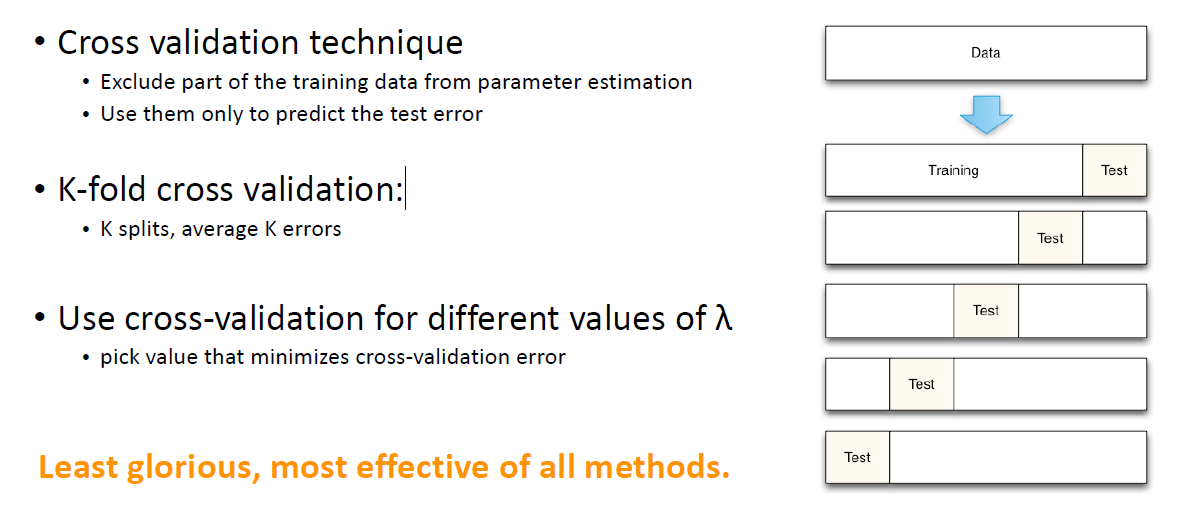 • Cross validation technique
• Exclude part of the training data from parameter estimation
• Use them only to predict the test error
• K-fold cross validation:
• K splits, average K errors
• Use cross-validation for different values of λ
• pick value that minimizes cross-validation error
Least glorious, most effective of all methods.
Data
Training Test
Test
Test
Test
Test